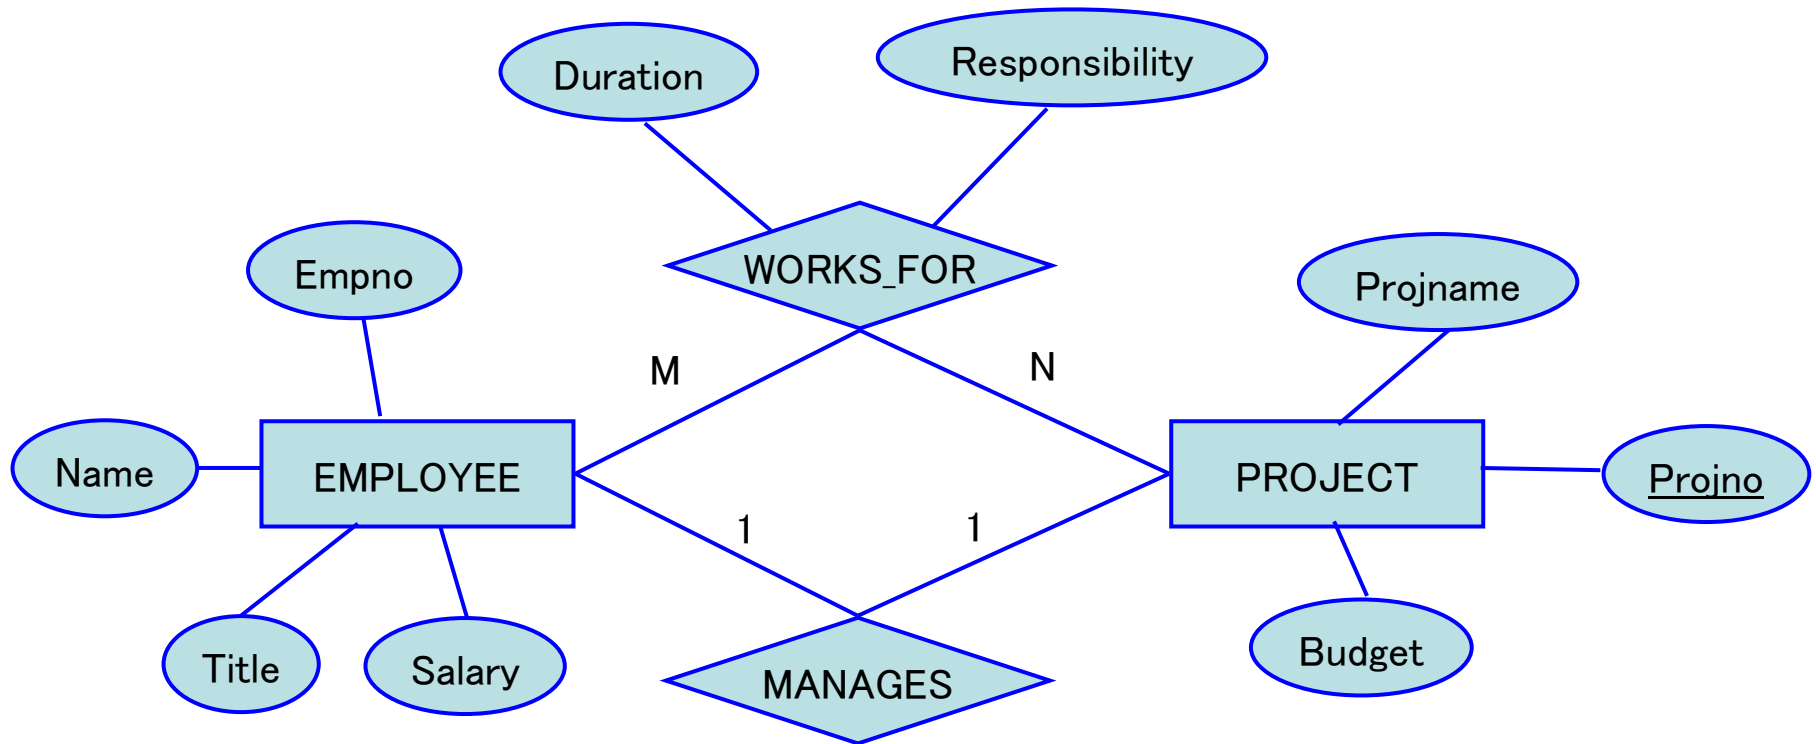 Duration
Responsibility
WORKS_FOR
Empno
Projname
M
N
Name
EMPLOYEE
PROJECT
Projno
1
1
Title
Salary
MANAGES
Budget